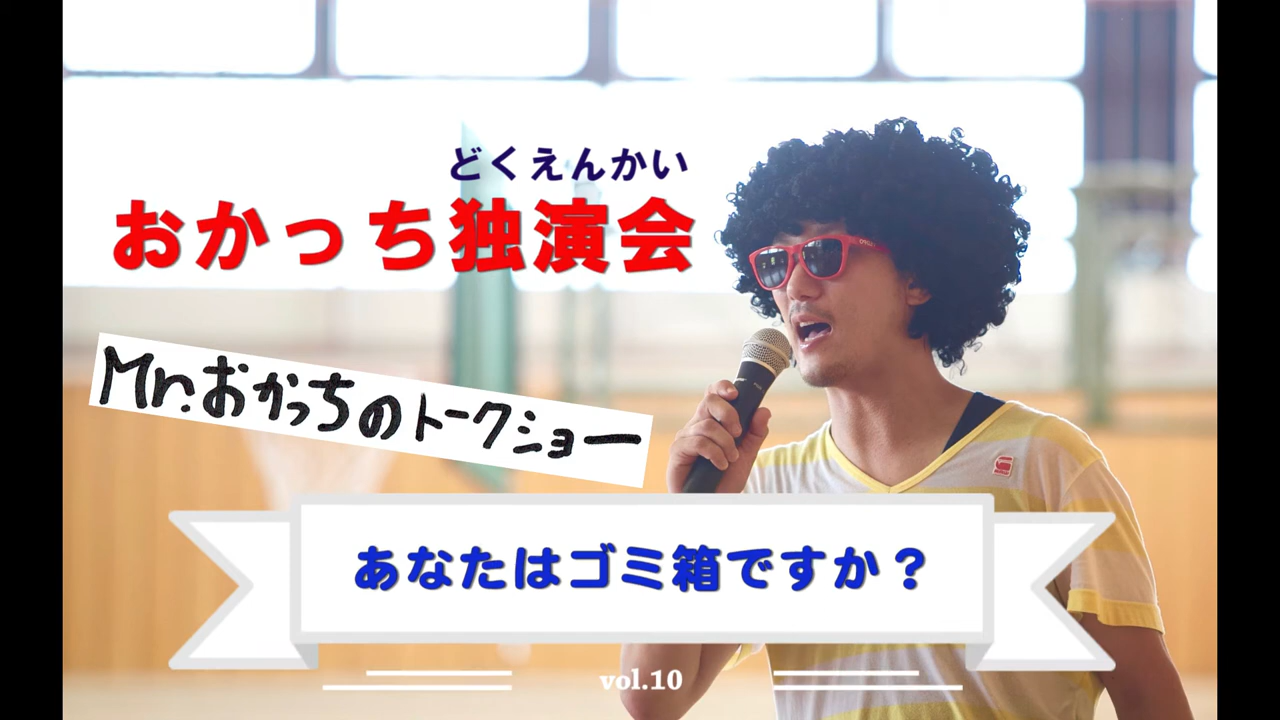 どくえんかい
おかっち独演会
Mr.おかっちのトークショー
あなたはゴミ箱ですか？
vol.10